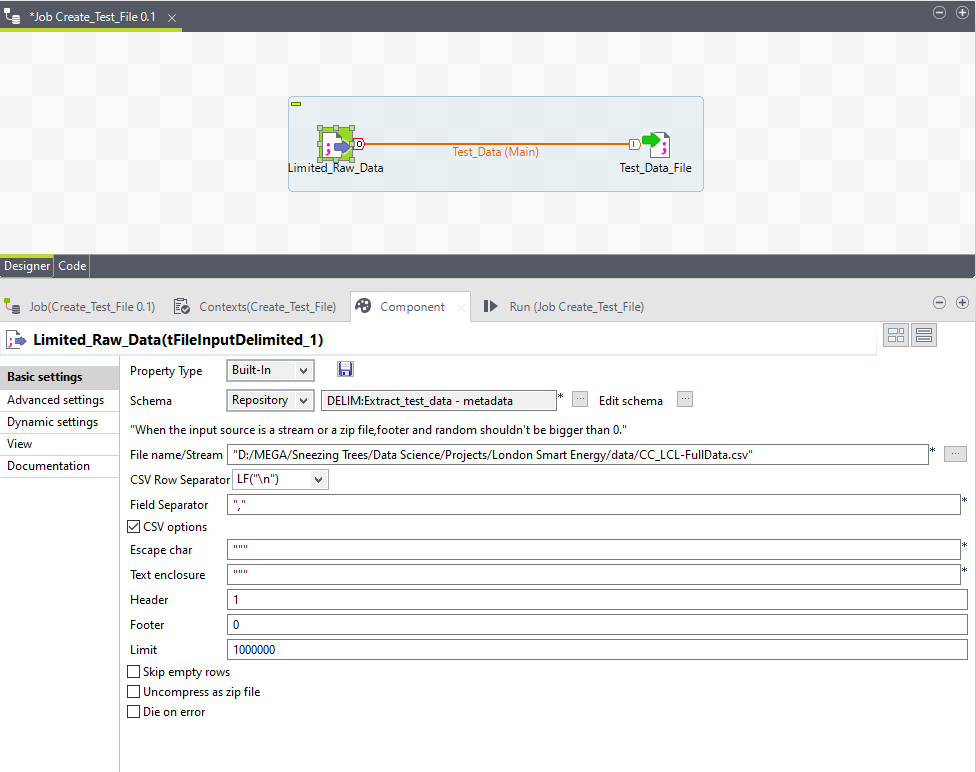 *Job Create_Test_File 0.1
Test_Data (Main)
Limited_Raw_Data
Test_Data_File
Designer Code
Job(Create_Test_File 0.1) Contexts(Create_Test_File) Component Run (Job Create_Test_File)
Limited_Raw_Data(tFileInputDelimited_1)
Basic settings
Advanced settings
Dynamic settings
View
Documentation
Property Type Built-In
Schema Repository DELIM:Extract_test_data - metadata * ... Edit schema ...
"When the input source is a stream or a zip file,footer and random shouldn't be bigger than 0."
File name/Stream "D:/MEGA/Sneezing Trees/Data Science/Projects/London Smart Energy/data/CC_LCL-FullData.csv" * ...
CSV Row Separator LF("\n")
Field Separator "," *
CSV options
Escape char """ *
Text enclosure """ *
Header 1
Footer 0
Limit 1000000
Skip empty rows
Uncompress as zip file
Die on error